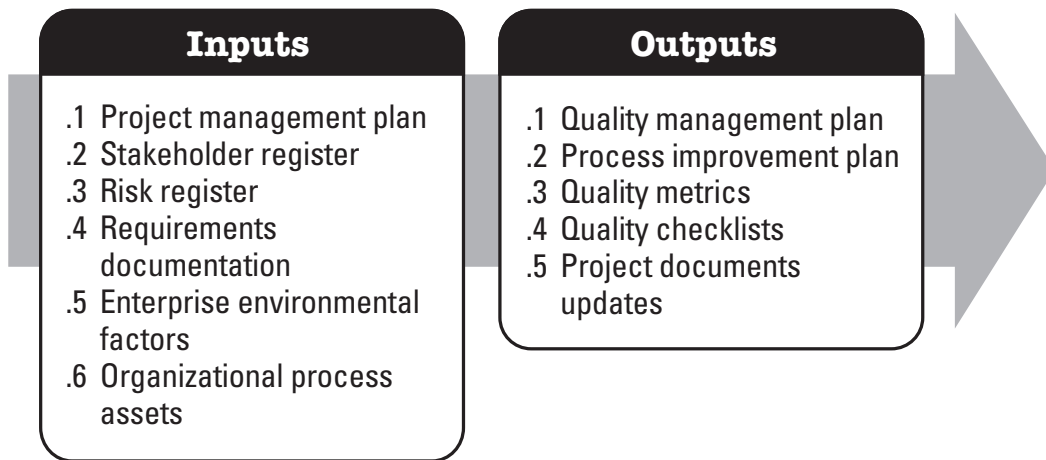 Inputs
.1 Project management plan
.2 Stakeholder register
.3 Risk register
.4 Requirements
documentation
.5 Enterprise environmental
factors
.6 Organizational process
assets
Outputs
.1 Quality management plan
.2 Process improvement plan
.3 Quality metrics
.4 Quality checklists
.5 Project documents
updates